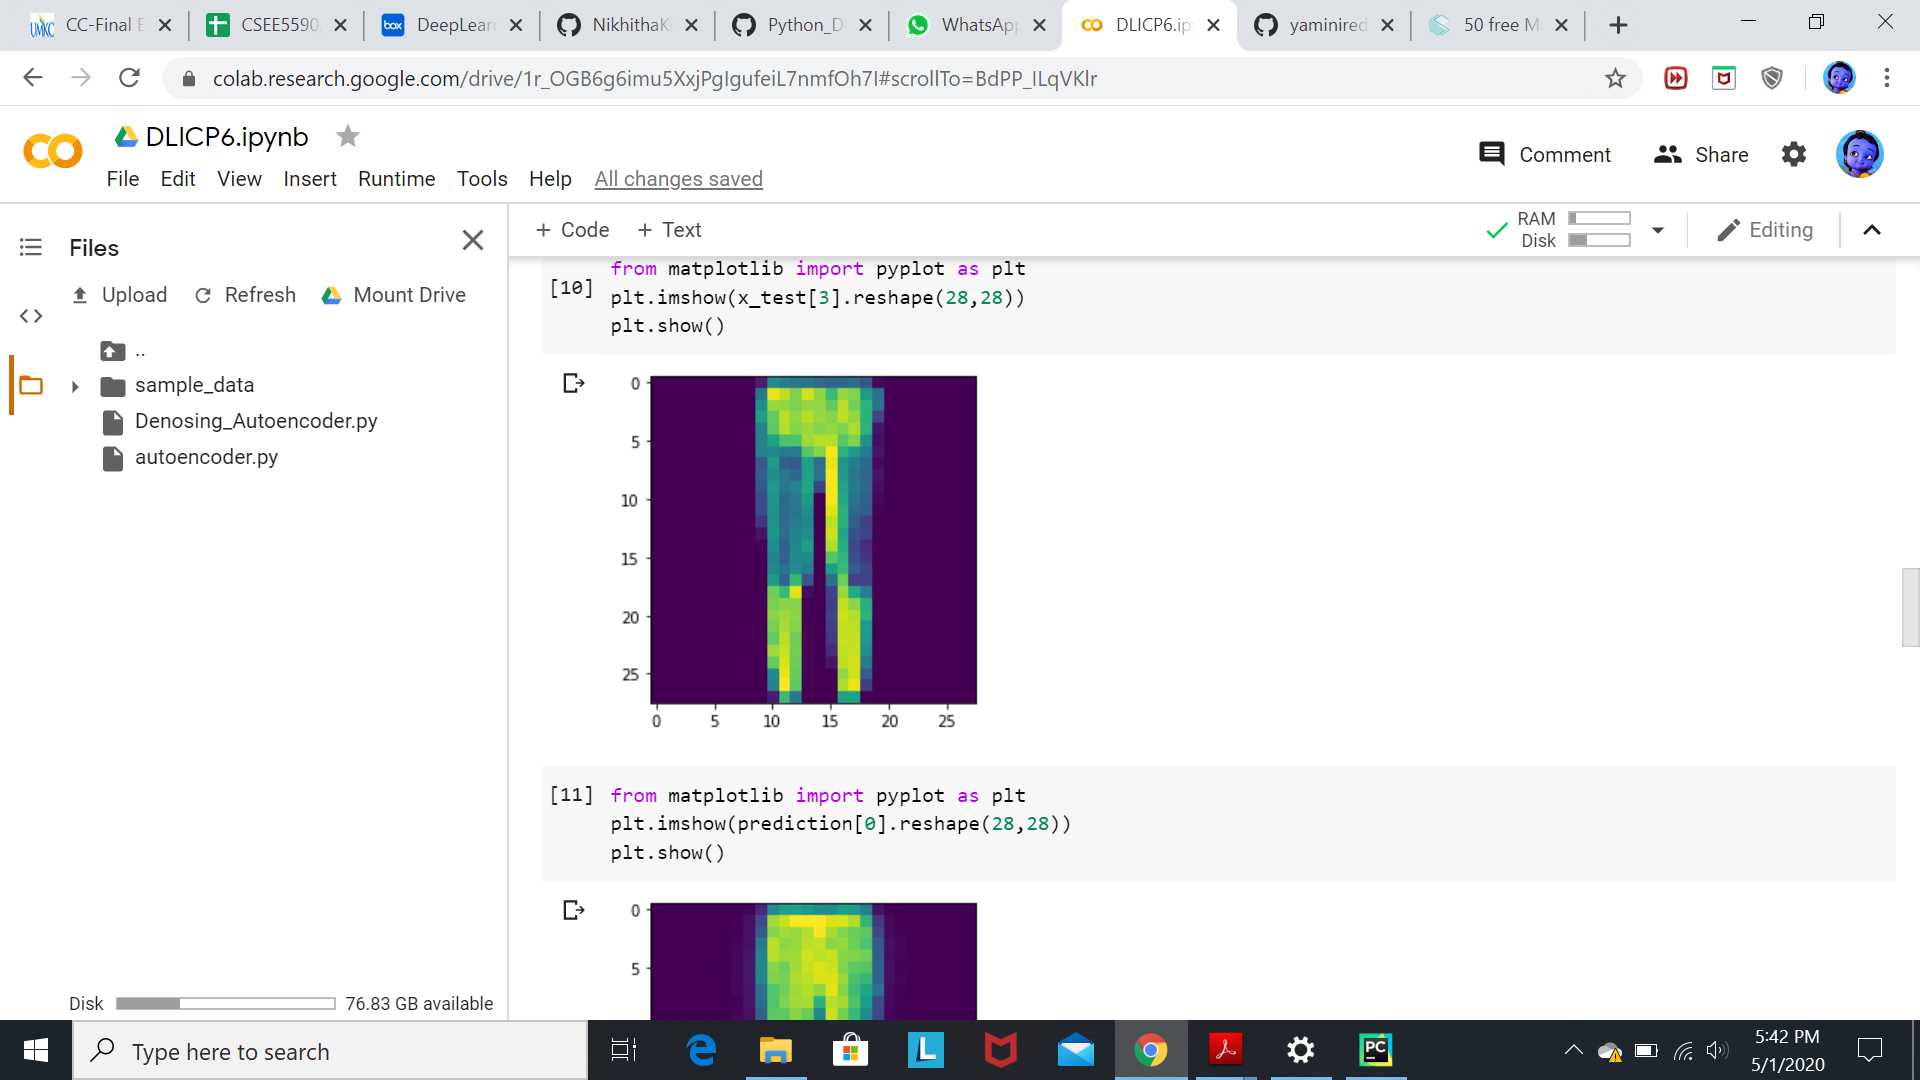 CC-Final E
CSEE5590
DeepLear
NikhithaK
Python_D
WhatsApp
DLICP6.ip
yaminired
50 free M
colab.research.google.com/drive/1r_OGB6g6imu5XxjPgIgufeiL7nmfOh7I#scrollTo=BdPP_ILqVKlr
DLICP6.ipynb
Comment
Share
File Edit View Insert Runtime Tools Help All changes saved
Files
Upload Refresh Mount Drive
..
sample_data
Denosing_Autoencoder.py
autoencoder.py
Disk 76.83 GB available
+ Code + Text
RAM
Disk
Editing
[10]
from matplotlib import pyplot as plt
plt.imshow(x_test[3].reshape(28,28))
plt.show()
0
5
10
15
20
25
0 5 10 15 20 25
[11] from matplotlib import pyplot as plt
plt.imshow(prediction[0].reshape(28,28))
plt.show()
0
5
Type here to search
5:42 PM
5/1/2020